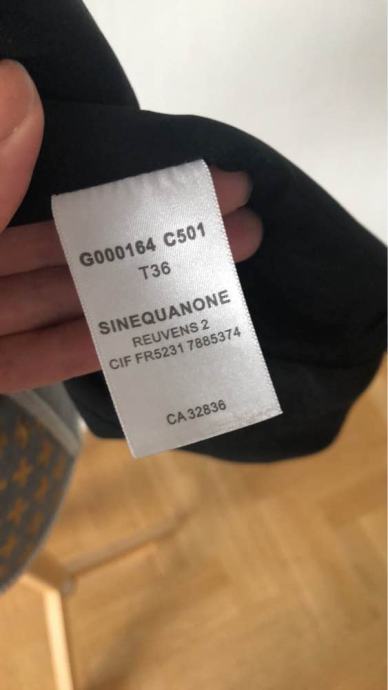 G000164 C501
T36
SINEQUANONE
REUVENS 2
CIF FR5231 7885374
CA 32836